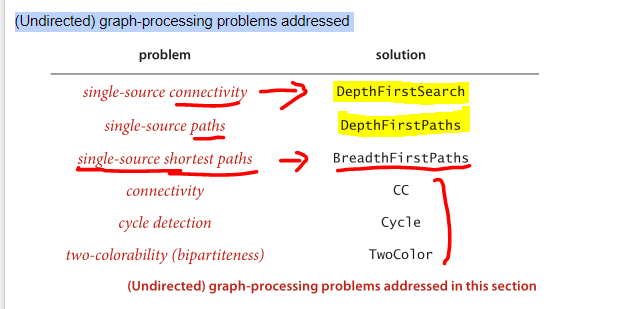 (Undirected) graph-processing problems addressed
problem solution
single-source connectivity DepthFirstSearch
single-source paths DepthFirstPaths
single-source shortest paths BreadthFirstPaths
connectivity CC
cycle detection Cycle
two-colorability (bipartiteness) TwoColor
(Undirected) graph-processing problems addressed in this section